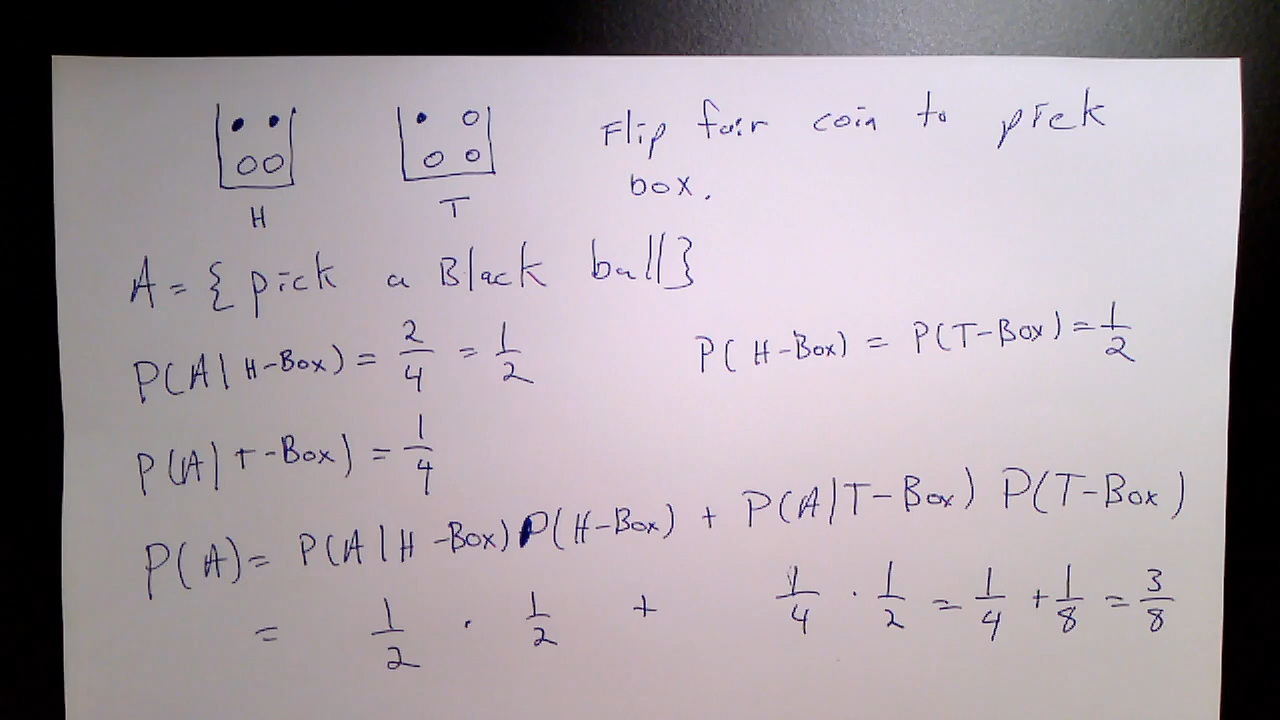 Flip fair coin to pick
box.
H T
A = { pick a Black ball }
P(A | H-Box) = 2/4 = 1/2 P(H-Box) = P(T-Box) = 1/2
P(A | T-Box) = 1/4
P(A) = P(A | H-Box) P(H-Box) + P(A | T-Box) P(T-Box)
= 1/2 · 1/2 + 1/4 · 1/2 = 1/4 + 1/8 = 3/8